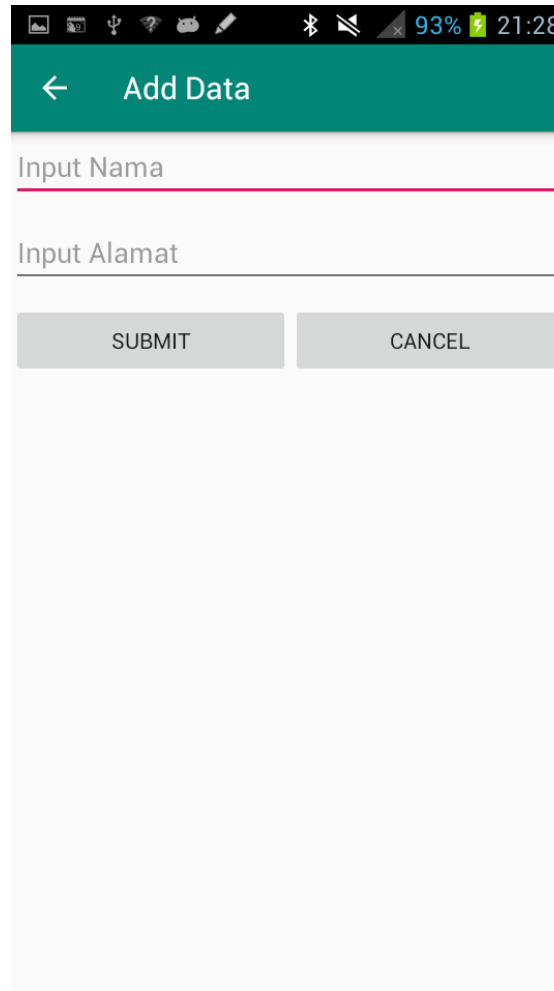 93% 21:28
Add Data
Input Nama
Input Alamat
SUBMIT CANCEL